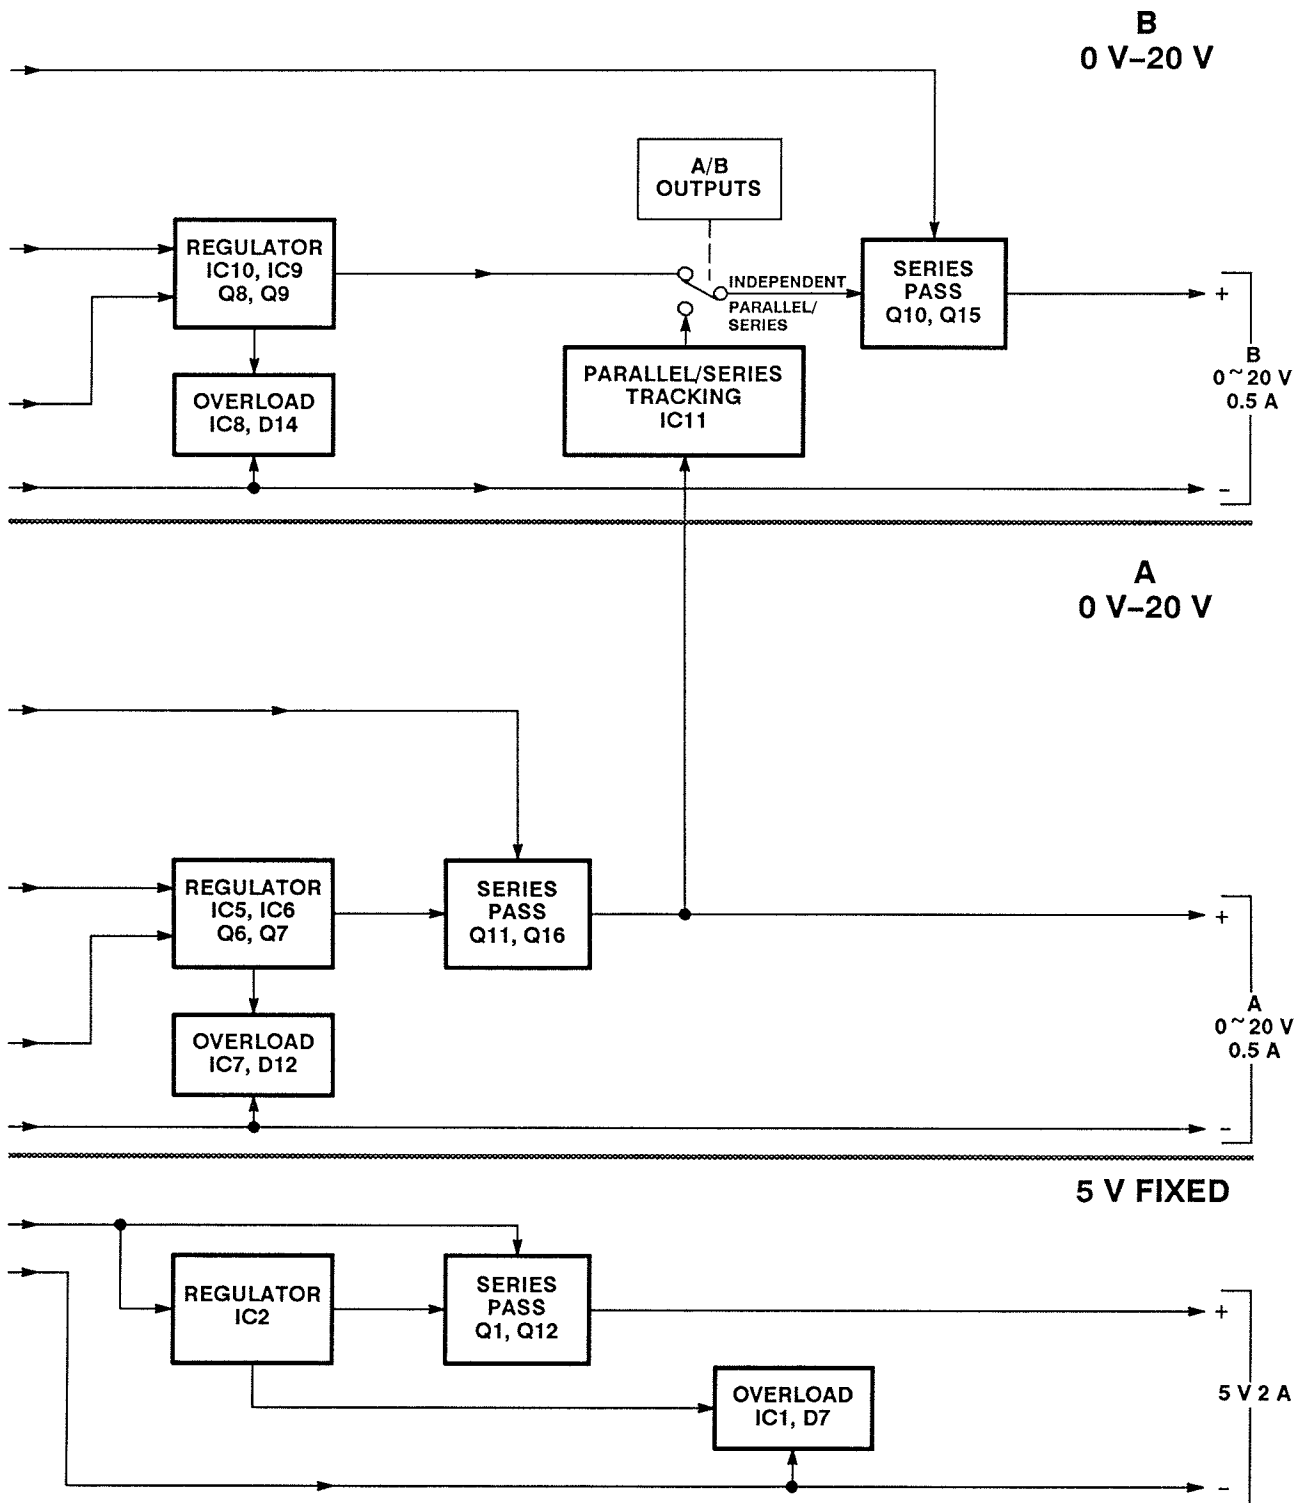 B
0 V–20 V
A/B
OUTPUTS
REGULATOR
IC10, IC9
Q8, Q9
INDEPENDENT
PARALLEL/
SERIES
SERIES
PASS
Q10, Q15
+
OVERLOAD
IC8, D14
PARALLEL/SERIES
TRACKING
IC11
B
0~20 V
0.5 A
–
A
0 V–20 V
REGULATOR
IC5, IC6
Q6, Q7
SERIES
PASS
Q11, Q16
+
OVERLOAD
IC7, D12
A
0~20 V
0.5 A
–
5 V FIXED
REGULATOR
IC2
SERIES
PASS
Q1, Q12
+
OVERLOAD
IC1, D7
5 V 2 A
–